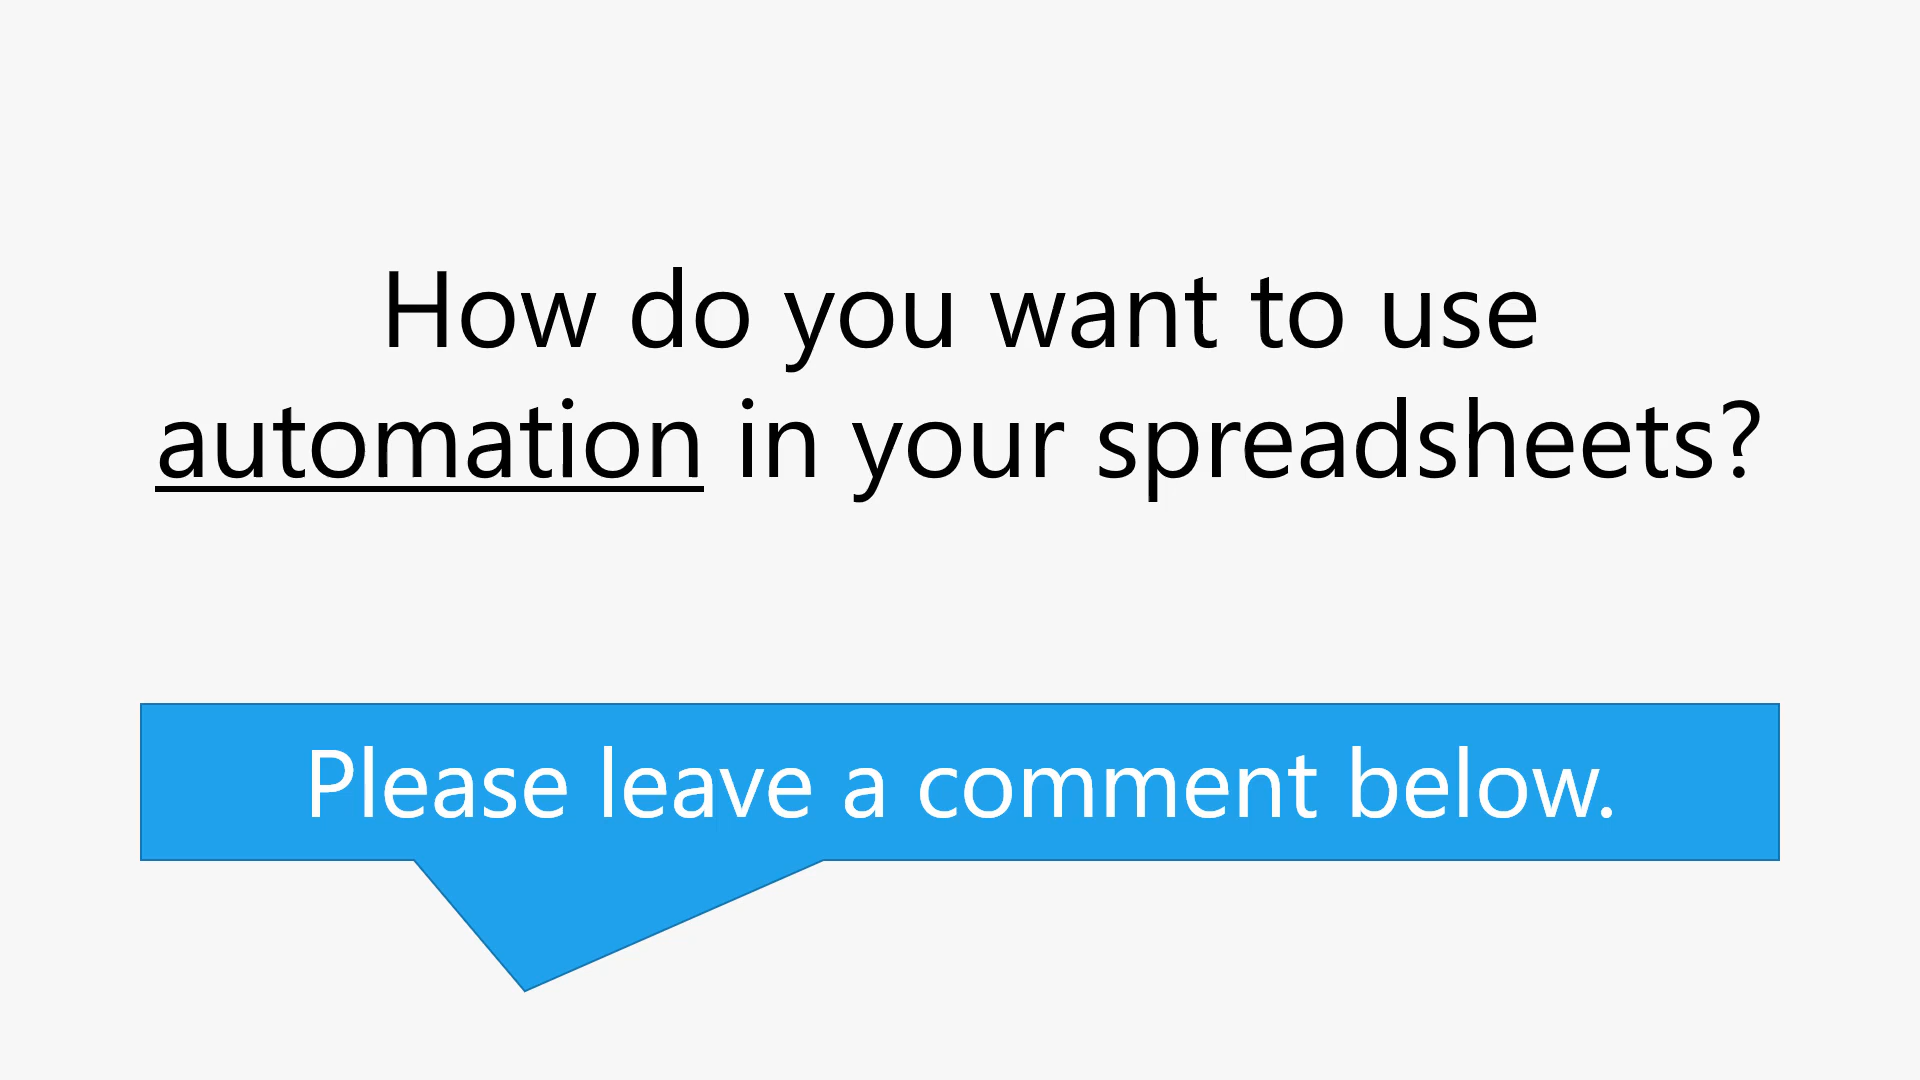 How do you want to use
automation in your spreadsheets?
Please leave a comment below.